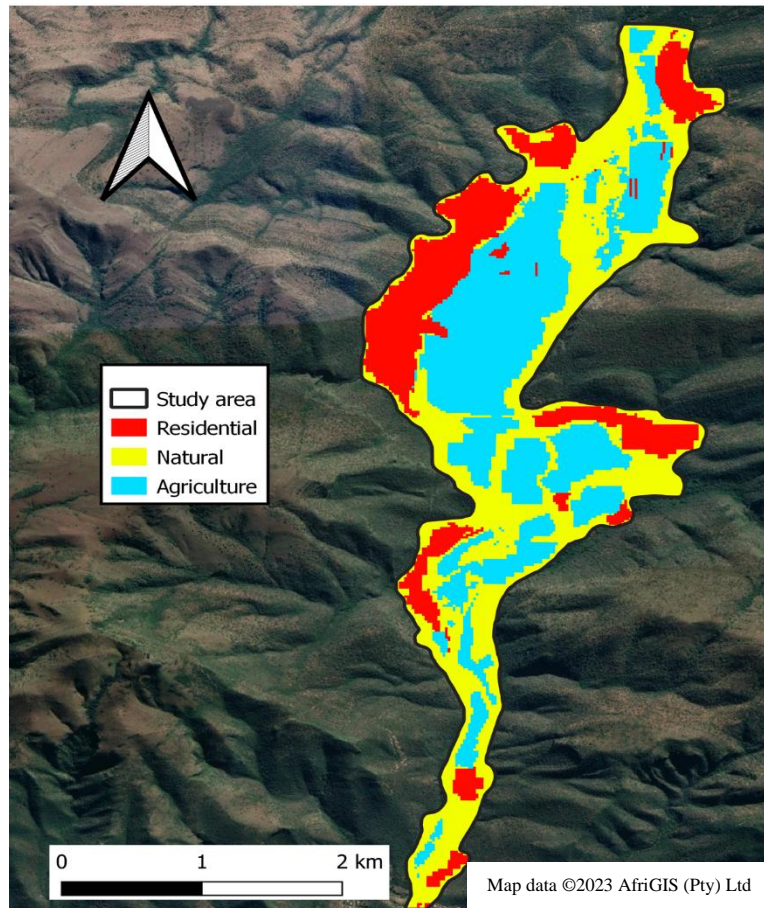 Study area
Residential
Natural
Agriculture
0 1 2 km
Map data ©2023 AfriGIS (Pty) Ltd